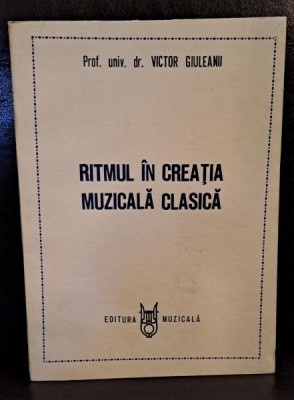 Prof. univ. dr. VICTOR GIULEANU
RITMUL ÎN CREAȚIA
MUZICALĂ CLASICĂ
EDITURA MUZICALĂ